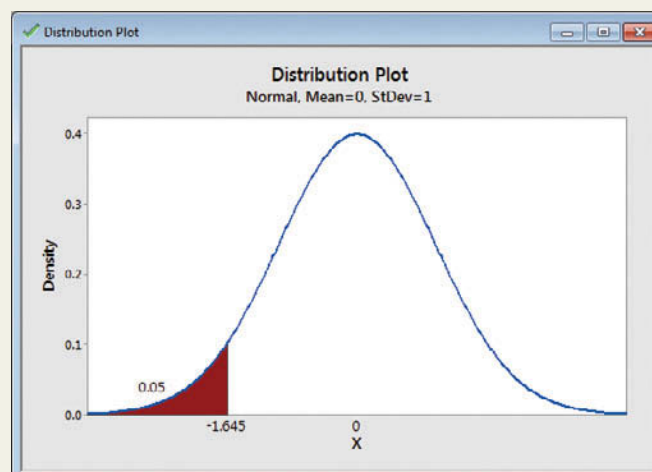 Distribution Plot
Distribution Plot
Normal, Mean=0, StDev=1
0.4
0.3
0.2
0.1
0.0
Density
0.05
-1.645
0
X